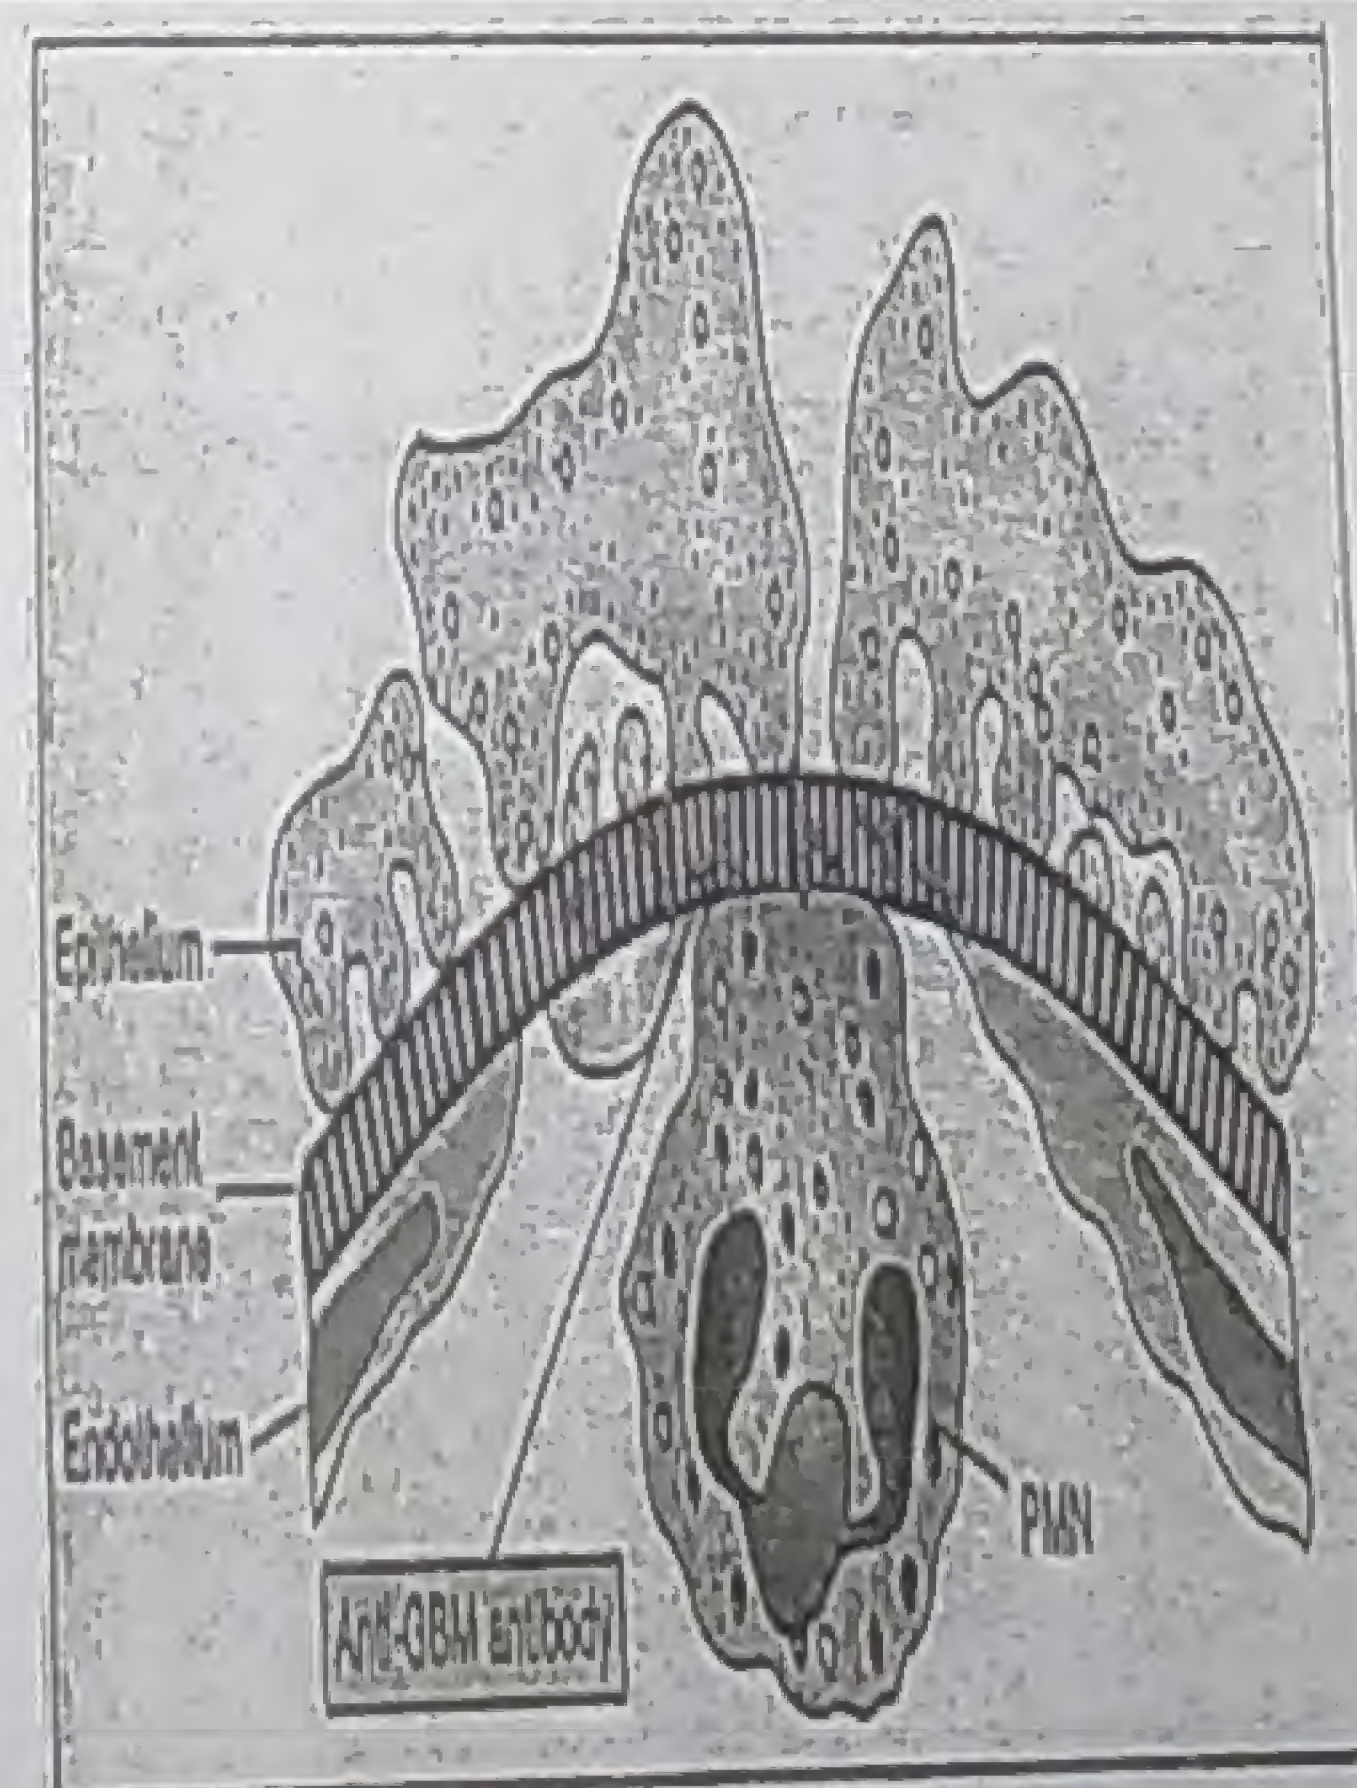 Epithelium
Basement
membrane
Endothelium
Anti-GBM antibody
PMN